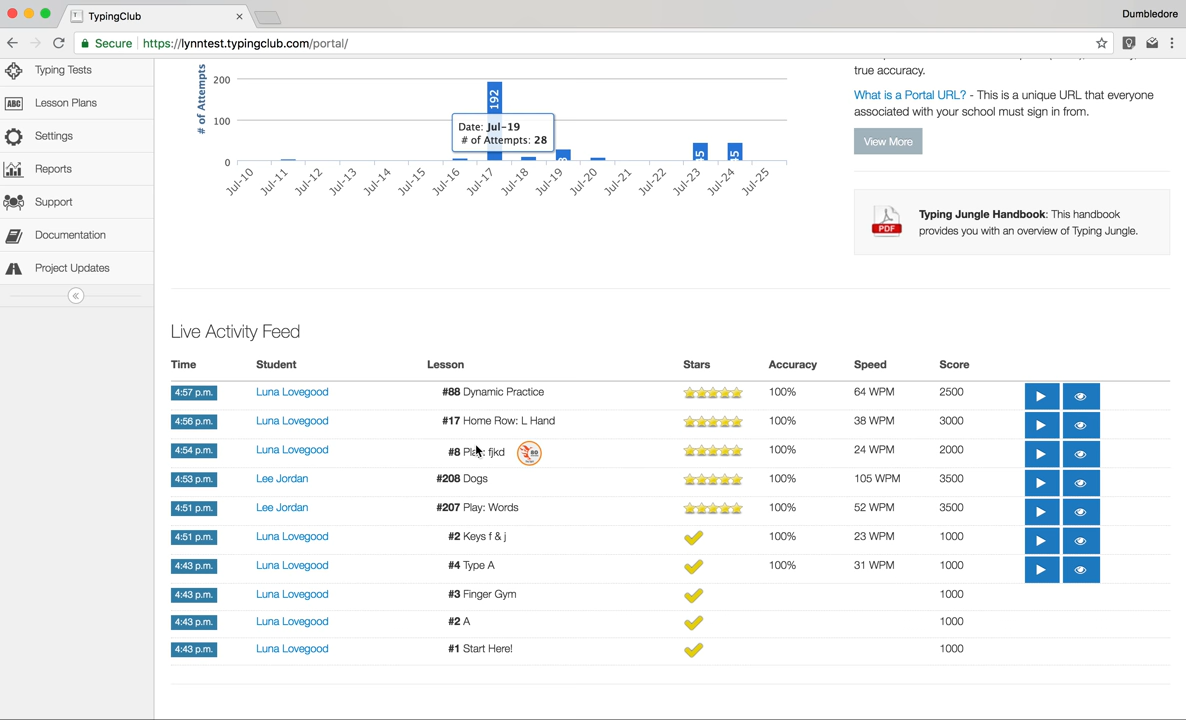 TypingClub
Dumbledore
Secure https://lynntest.typingclub.com/portal/
Typing Tests
ABC Lesson Plans
Settings
Reports
Support
Documentation
Project Updates
# of Attempts
200
100
0
192
Date: Jul-19
# of Attempts: 28
Jul-10 Jul-11 Jul-12 Jul-13 Jul-14 Jul-15 Jul-16 Jul-17 Jul-18 Jul-19 Jul-20 Jul-21 Jul-22 Jul-23 Jul-24 Jul-25
true accuracy.
What is a Portal URL? - This is a unique URL that everyone
associated with your school must sign in from.
View More
PDF
Typing Jungle Handbook: This handbook
provides you with an overview of Typing Jungle.
Live Activity Feed
Time Student Lesson Stars Accuracy Speed Score
4:57 p.m. Luna Lovegood #88 Dynamic Practice 100% 64 WPM 2500
4:56 p.m. Luna Lovegood #17 Home Row: L Hand 100% 38 WPM 3000
4:54 p.m. Luna Lovegood #8 Play: fjkd 100% 24 WPM 2000
4:53 p.m. Lee Jordan #208 Dogs 100% 105 WPM 3500
4:51 p.m. Lee Jordan #207 Play: Words 100% 52 WPM 3500
4:51 p.m. Luna Lovegood #2 Keys f & j 100% 23 WPM 1000
4:43 p.m. Luna Lovegood #4 Type A 100% 31 WPM 1000
4:43 p.m. Luna Lovegood #3 Finger Gym 1000
4:43 p.m. Luna Lovegood #2 A 1000
4:43 p.m. Luna Lovegood #1 Start Here! 1000